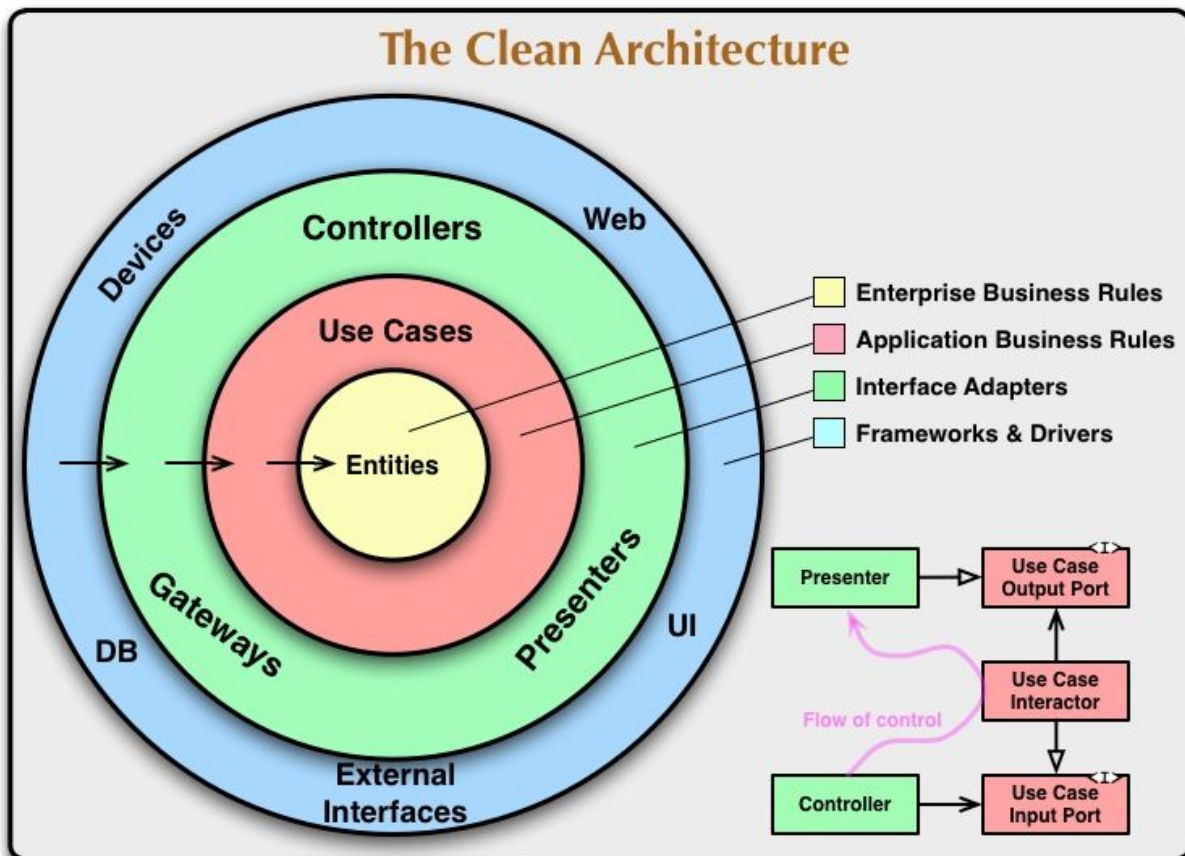 The Clean Architecture
Devices
Web
Controllers
Use Cases
Entities
Gateways
Presenters
DB
UI
External
Interfaces
Enterprise Business Rules
Application Business Rules
Interface Adapters
Frameworks & Drivers
Presenter
<I>
Use Case
Output Port
Use Case
Interactor
Flow of control
Controller
<I>
Use Case
Input Port